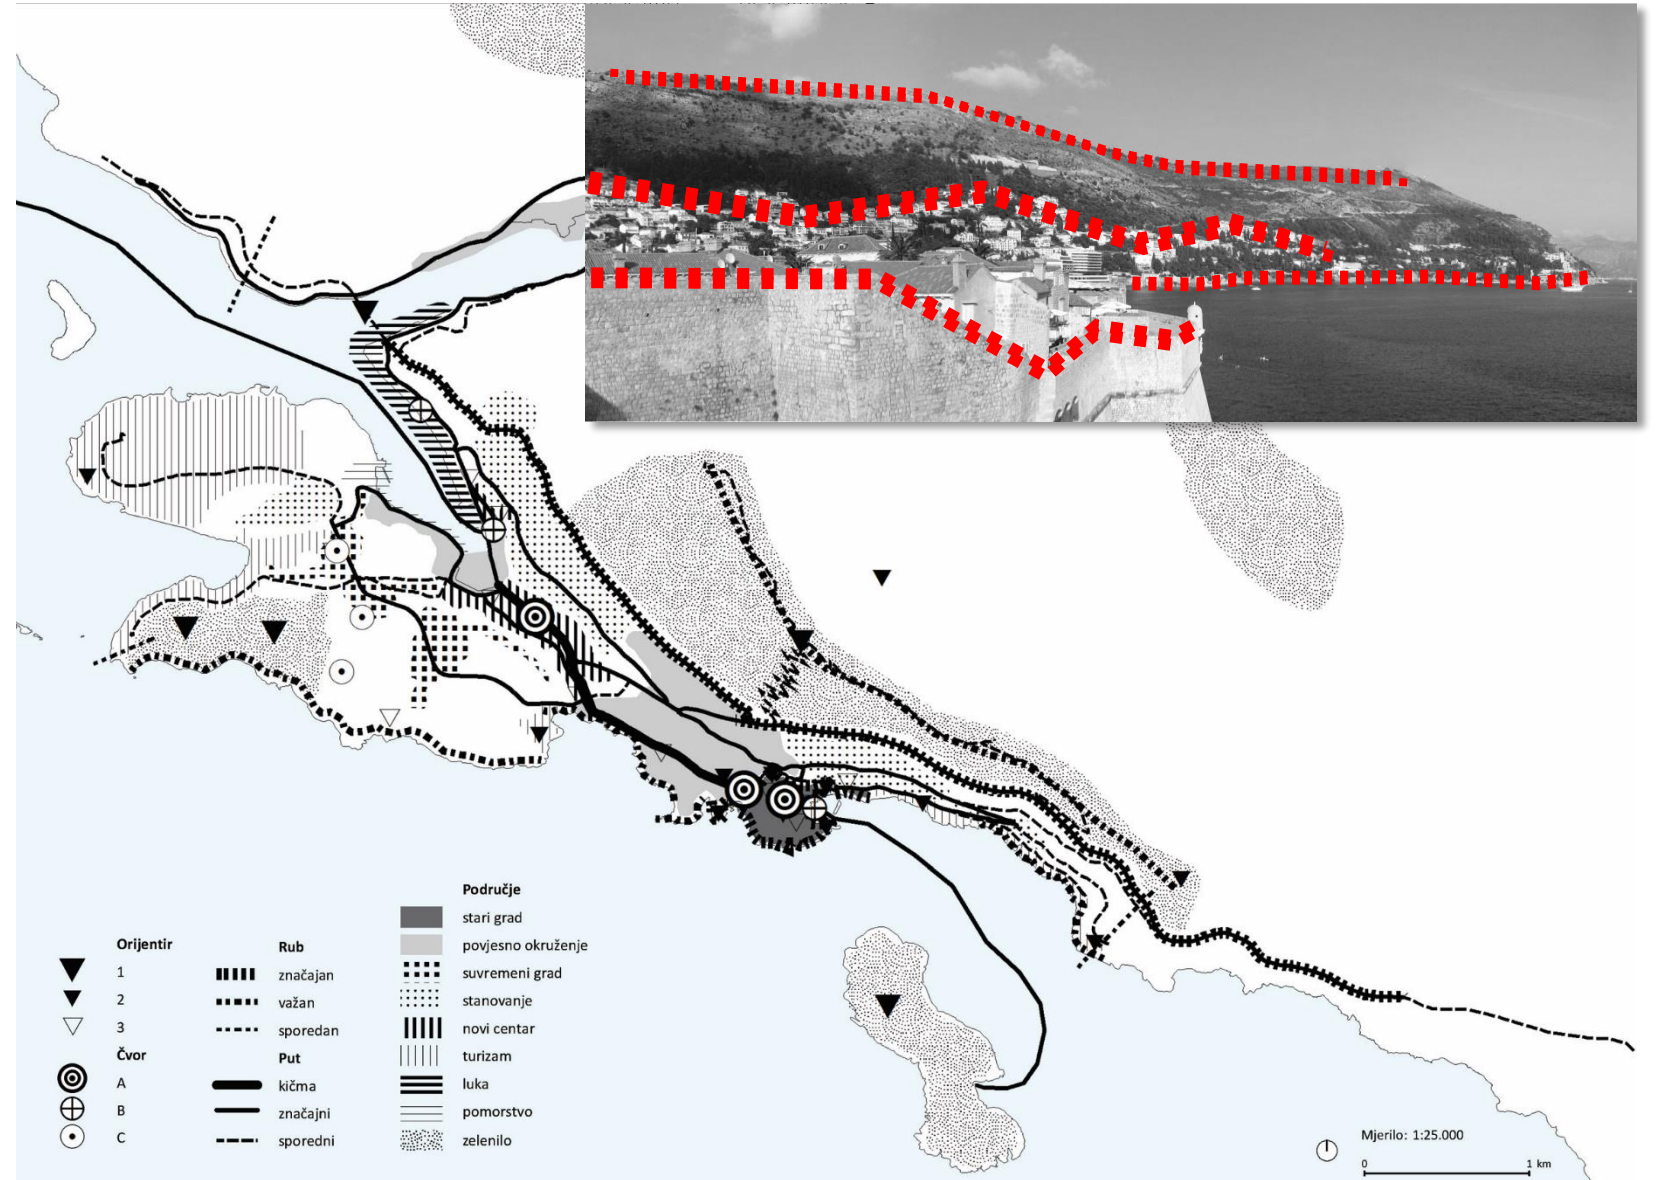 Orijentir
1
2
3
Čvor
A
B
C
Rub
značajan
važan
sporedan
Put
kičma
značajni
sporedni
Područje
stari grad
povjesno okruženje
suvremeni grad
stanovanje
novi centar
turizam
luka
pomorstvo
zelenilo
Mjerilo: 1:25.000
0 1 km